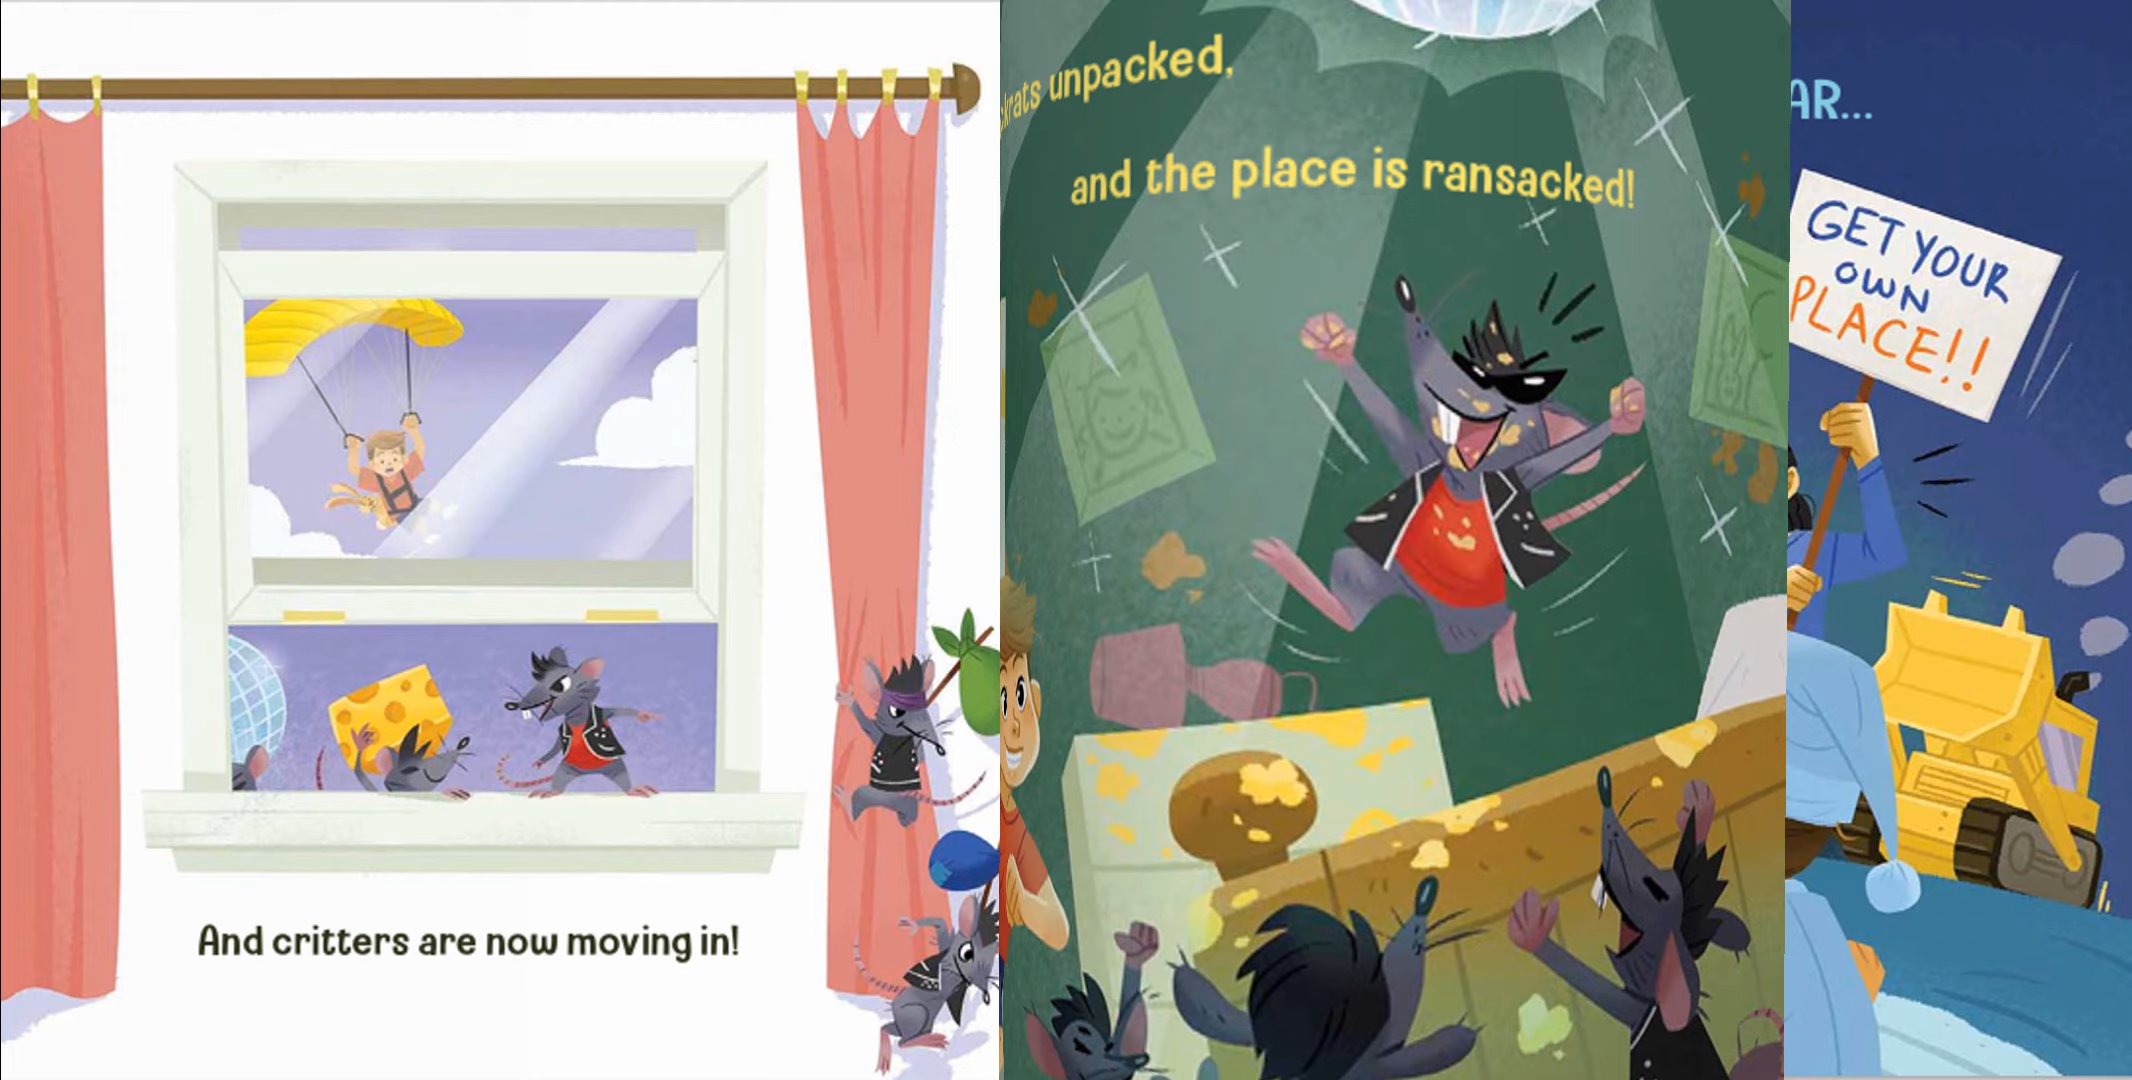 And critters are now moving in!
unpacked,
and the place is ransacked!
AR...
GET YOUR
OWN
PLACE!!